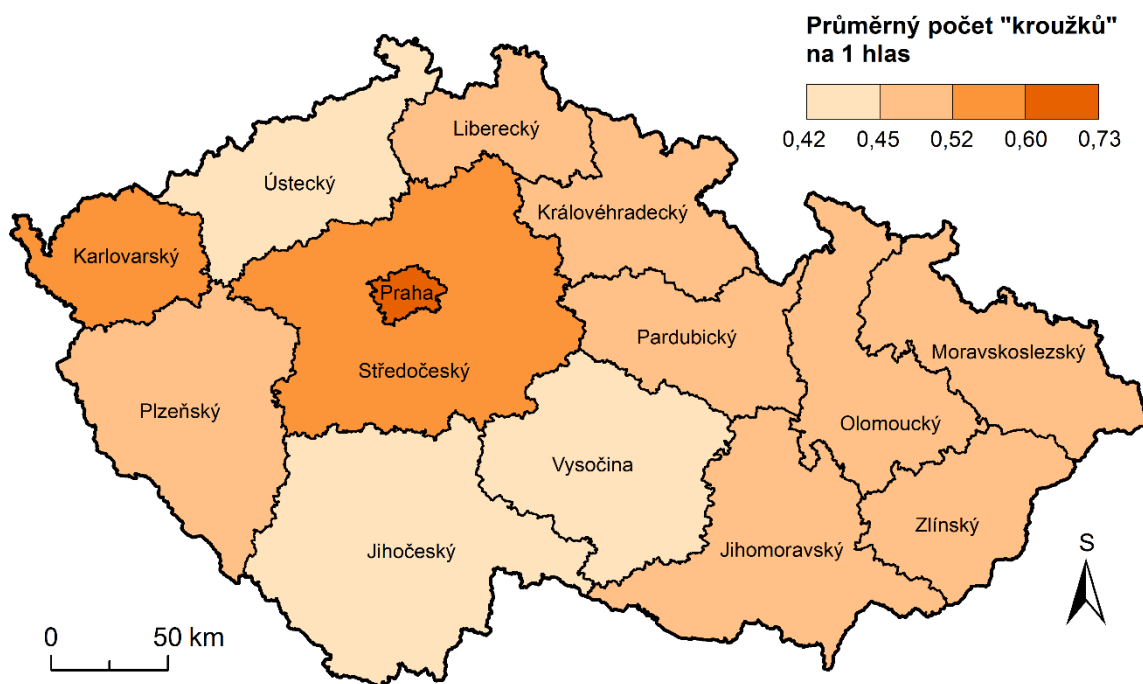 Průměrný počet "kroužků"
na 1 hlas
0,42 0,45 0,52 0,60 0,73
Liberecký
Ústecký
Královéhradecký
Karlovarský
Praha
Pardubický
Moravskoslezský
Středočeský
Plzeňský
Olomoucký
Vysočina
Zlínský
Jihočeský
Jihomoravský
S
0 50 km